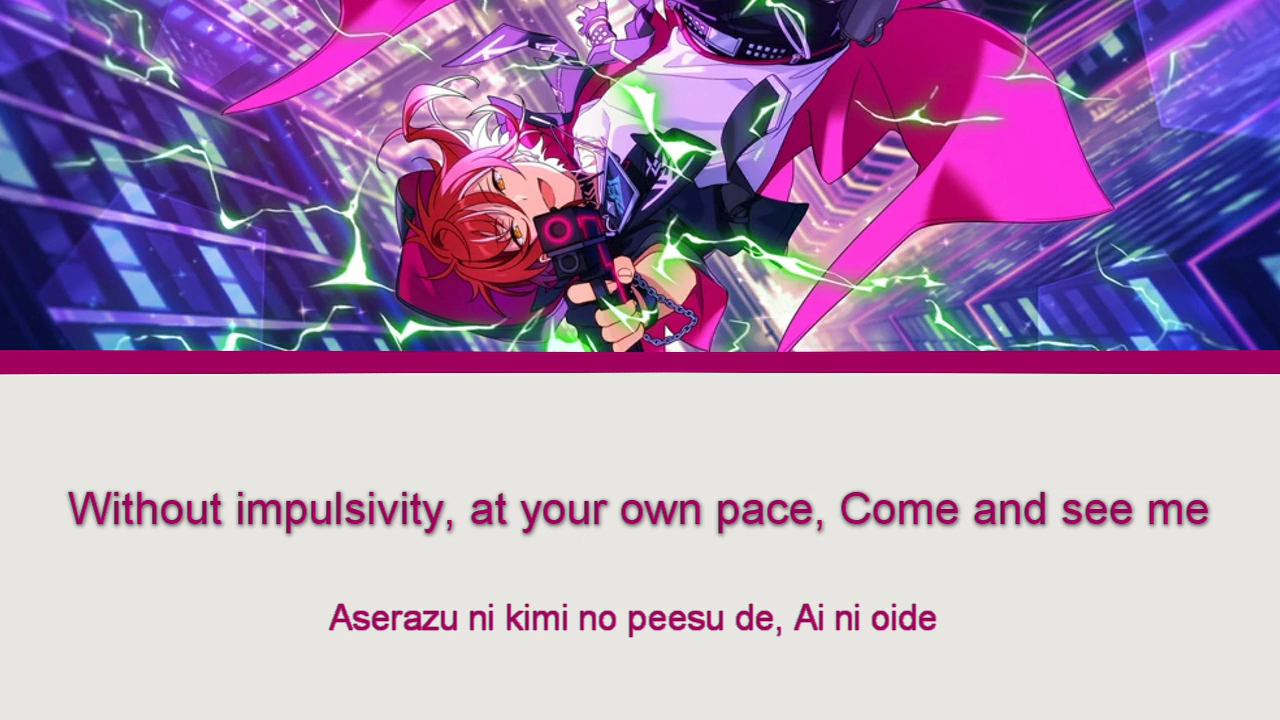 Without impulsivity, at your own pace, Come and see me
Aserazu ni kimi no peesu de, Ai ni oide